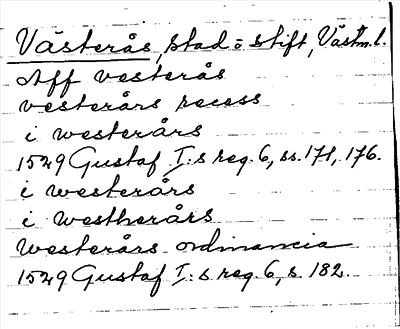 Västerås, stad o. stift, Västm. l.
Aff vesterås
vesterårs recess
i westerårs
1529 Gustaf I:s reg. 6, ss. 171, 176.
i westerårs
i westherårs
Westerårs ordinancia
1529 Gustaf I:s reg. 6, s. 182.